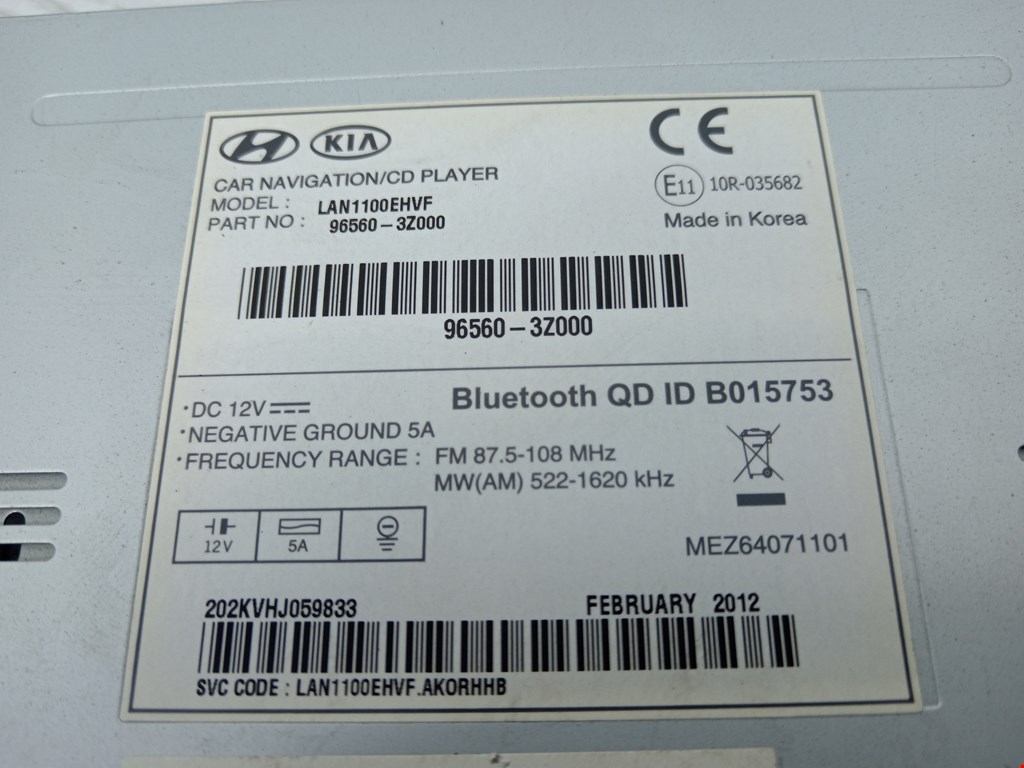 KIA
CE
CAR NAVIGATION/CD PLAYER
MODEL : LAN1100EHVF
PART NO : 96560-3Z000
E11 10R-035682
Made in Korea
96560-3Z000
Bluetooth QD ID B015753
·DC 12V
·NEGATIVE GROUND 5A
·FREQUENCY RANGE : FM 87.5-108 MHz
MW(AM) 522-1620 kHz
12V 5A
MEZ64071101
202KVHJ059833 FEBRUARY 2012
SVC CODE : LAN1100EHVF.AKORHHB